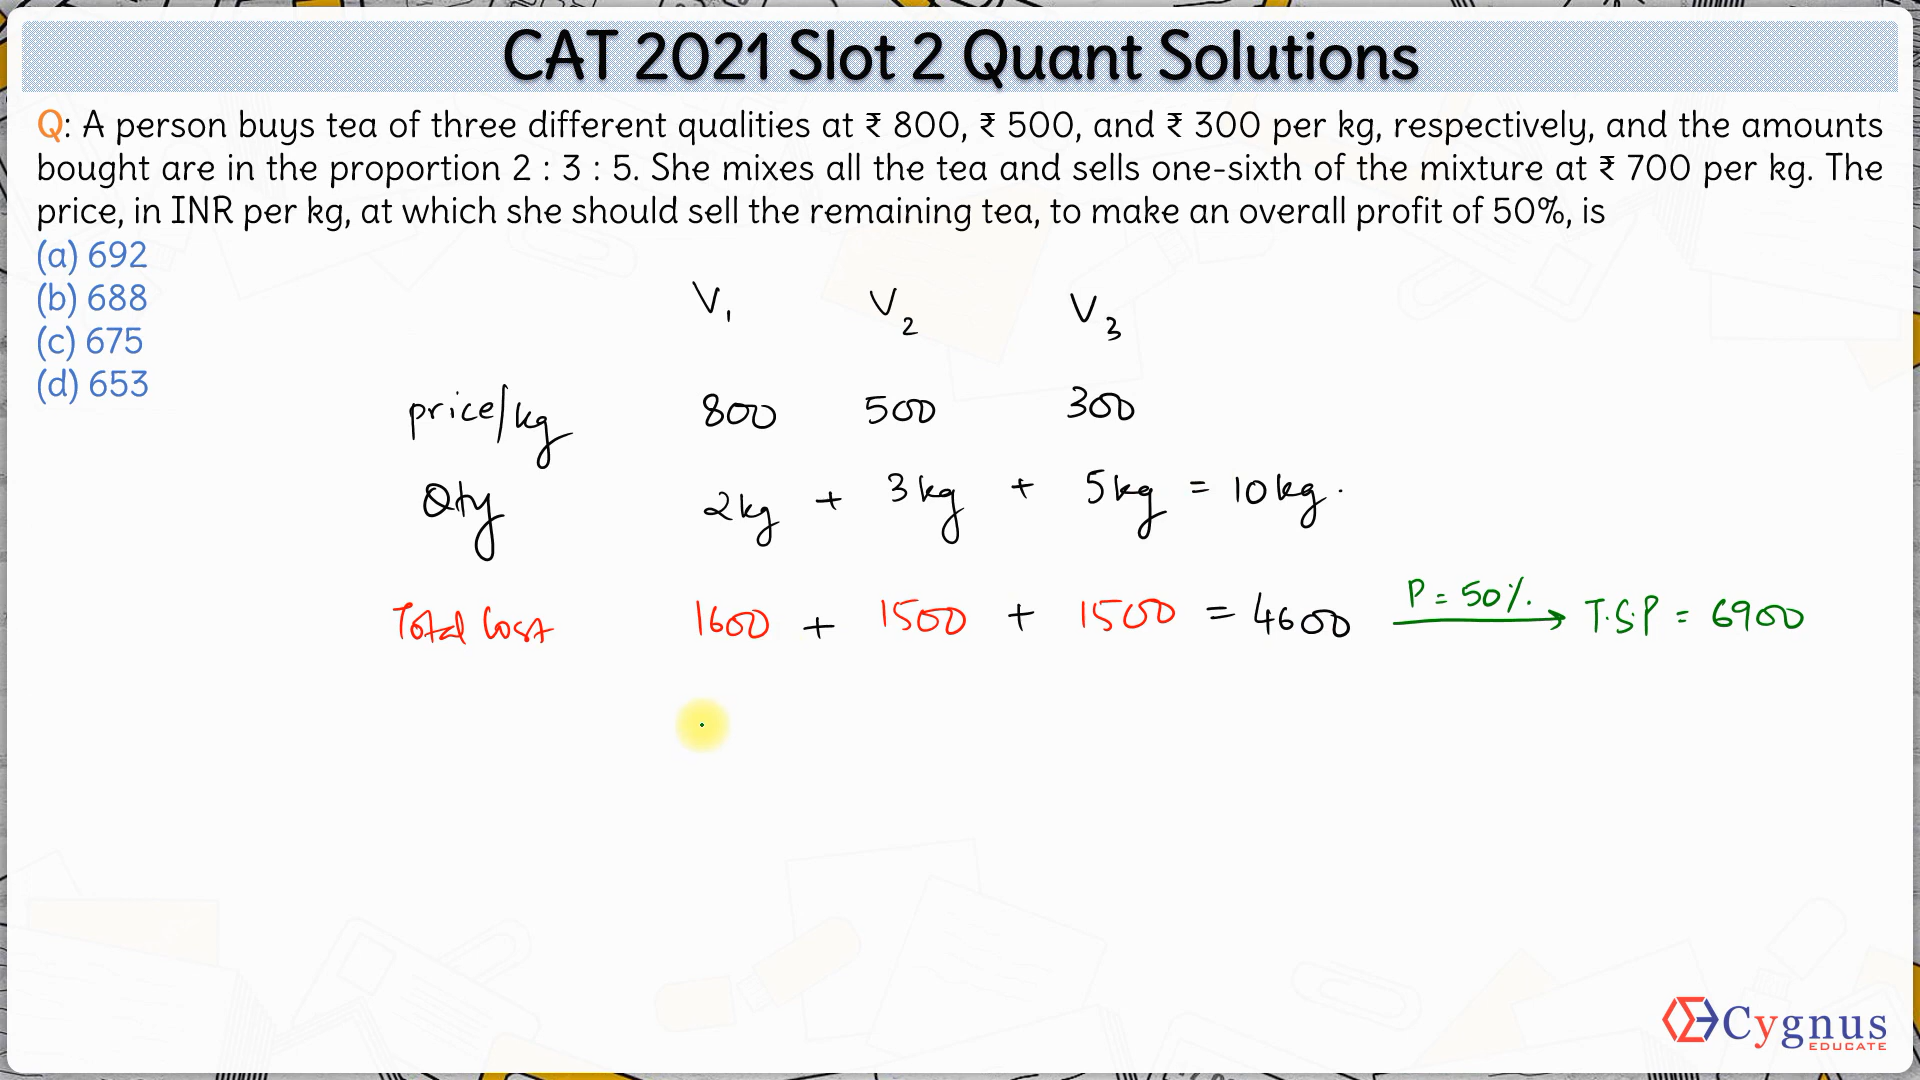 CAT 2021 Slot 2 Quant Solutions
Q: A person buys tea of three different qualities at ₹ 800, ₹ 500, and ₹ 300 per kg, respectively, and the amounts
bought are in the proportion 2 : 3 : 5. She mixes all the tea and sells one-sixth of the mixture at ₹ 700 per kg. The
price, in INR per kg, at which she should sell the remaining tea, to make an overall profit of 50%, is
(a) 692
(b) 688
(c) 675
(d) 653
V1 V2 V3
price/kg 800 500 300
Qty 2kg + 3kg + 5kg = 10kg.
Total Cost 1600 + 1500 + 1500 = 4600 P = 50% → T.S.P = 6900
Cygnus
EDUCATE